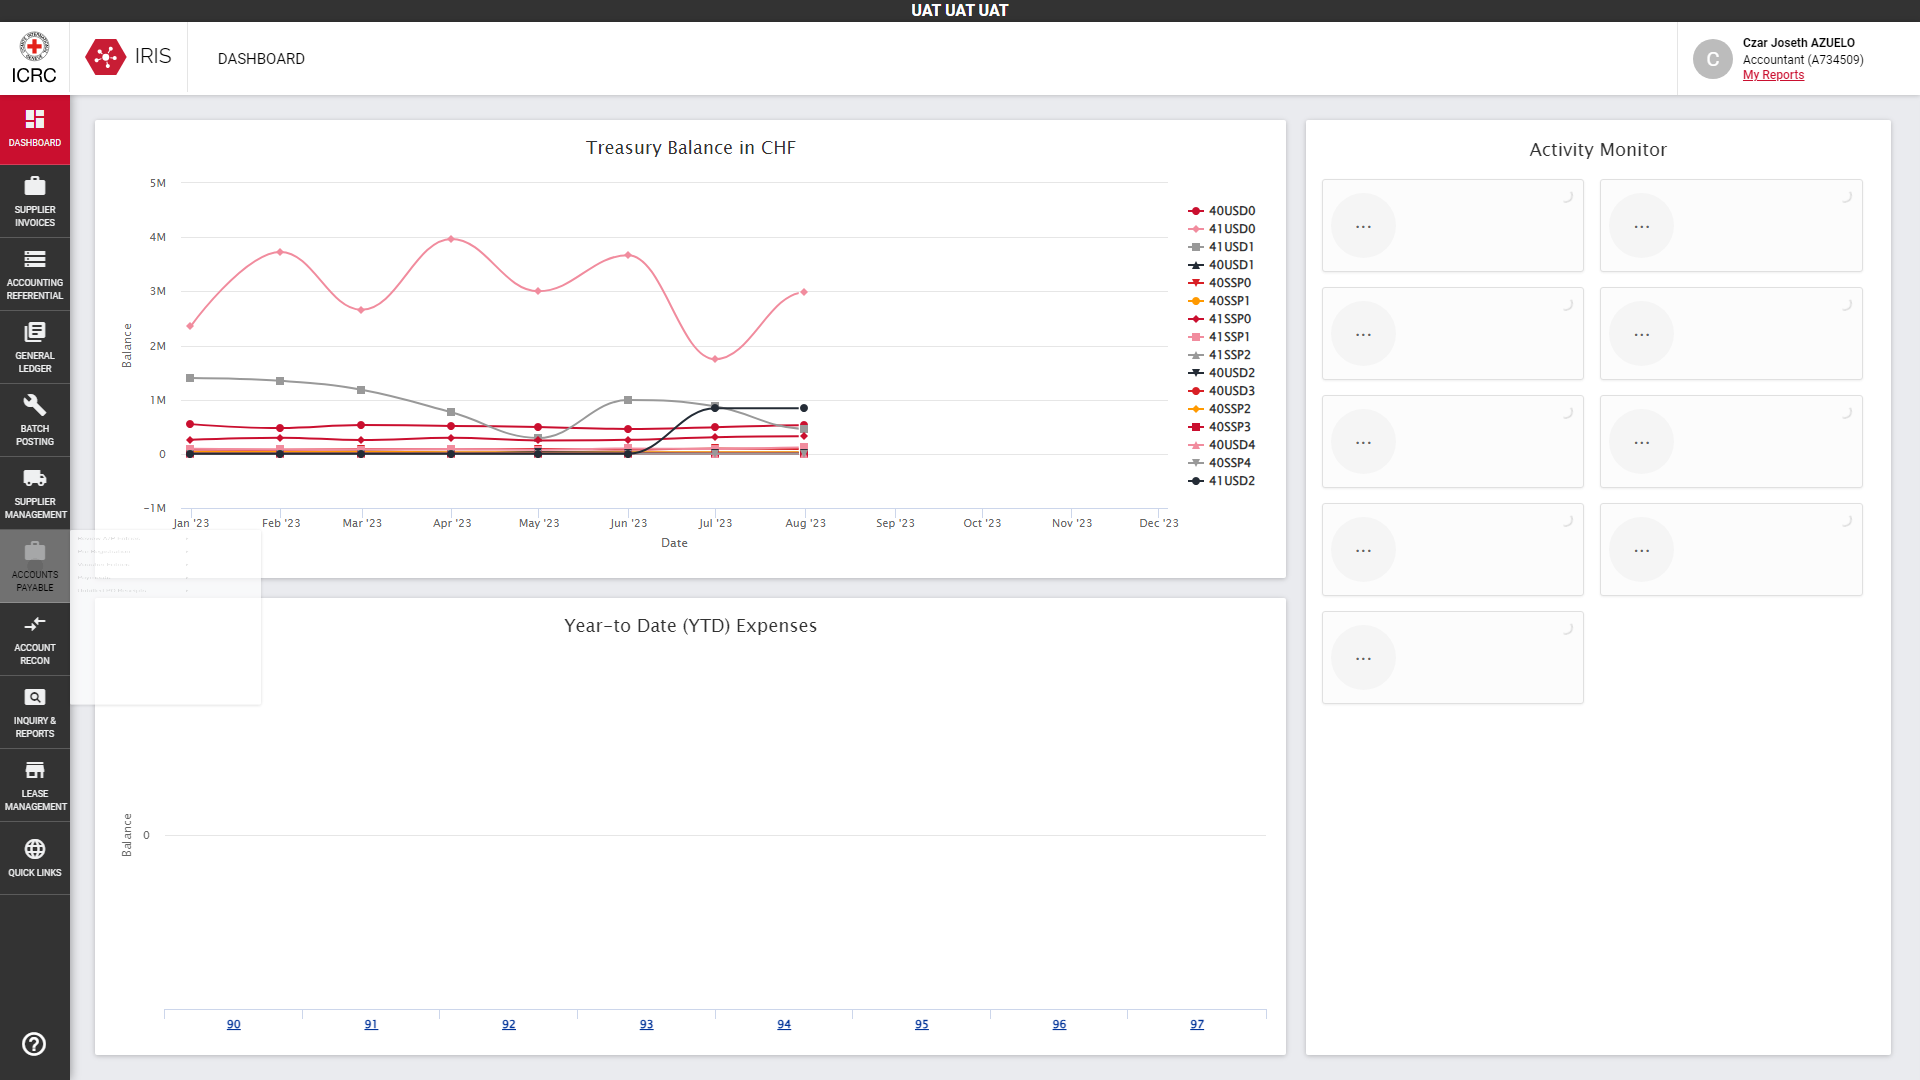 UAT UAT UAT
ICRC
IRIS
DASHBOARD
Czar Joseth AZUELO
Accountant (A734509)
My Reports
C
DASHBOARD
SUPPLIER
INVOICES
ACCOUNTING
REFERENTIAL
GENERAL
LEDGER
BATCH
POSTING
SUPPLIER
MANAGEMENT
ACCOUNTS
PAYABLE
ACCOUNT
RECON
INQUIRY &
REPORTS
LEASE
MANAGEMENT
QUICK LINKS
Treasury Balance in CHF
5M
4M
3M
2M
1M
0
-1M
Balance
Jan '23
Feb '23
Mar '23
Apr '23
May '23
Jun '23
Jul '23
Aug '23
Sep '23
Oct '23
Nov '23
Dec '23
Date
40USD0
41USD0
41USD1
40USD1
40SSP0
40SSP1
41SSP0
41SSP1
41SSP2
40USD2
40USD3
40SSP2
40SSP3
40USD4
40SSP4
41USD2
Year-to Date (YTD) Expenses
Balance
0
90
91
92
93
94
95
96
97
Activity Monitor
...
...
...
...
...
...
...
...
...